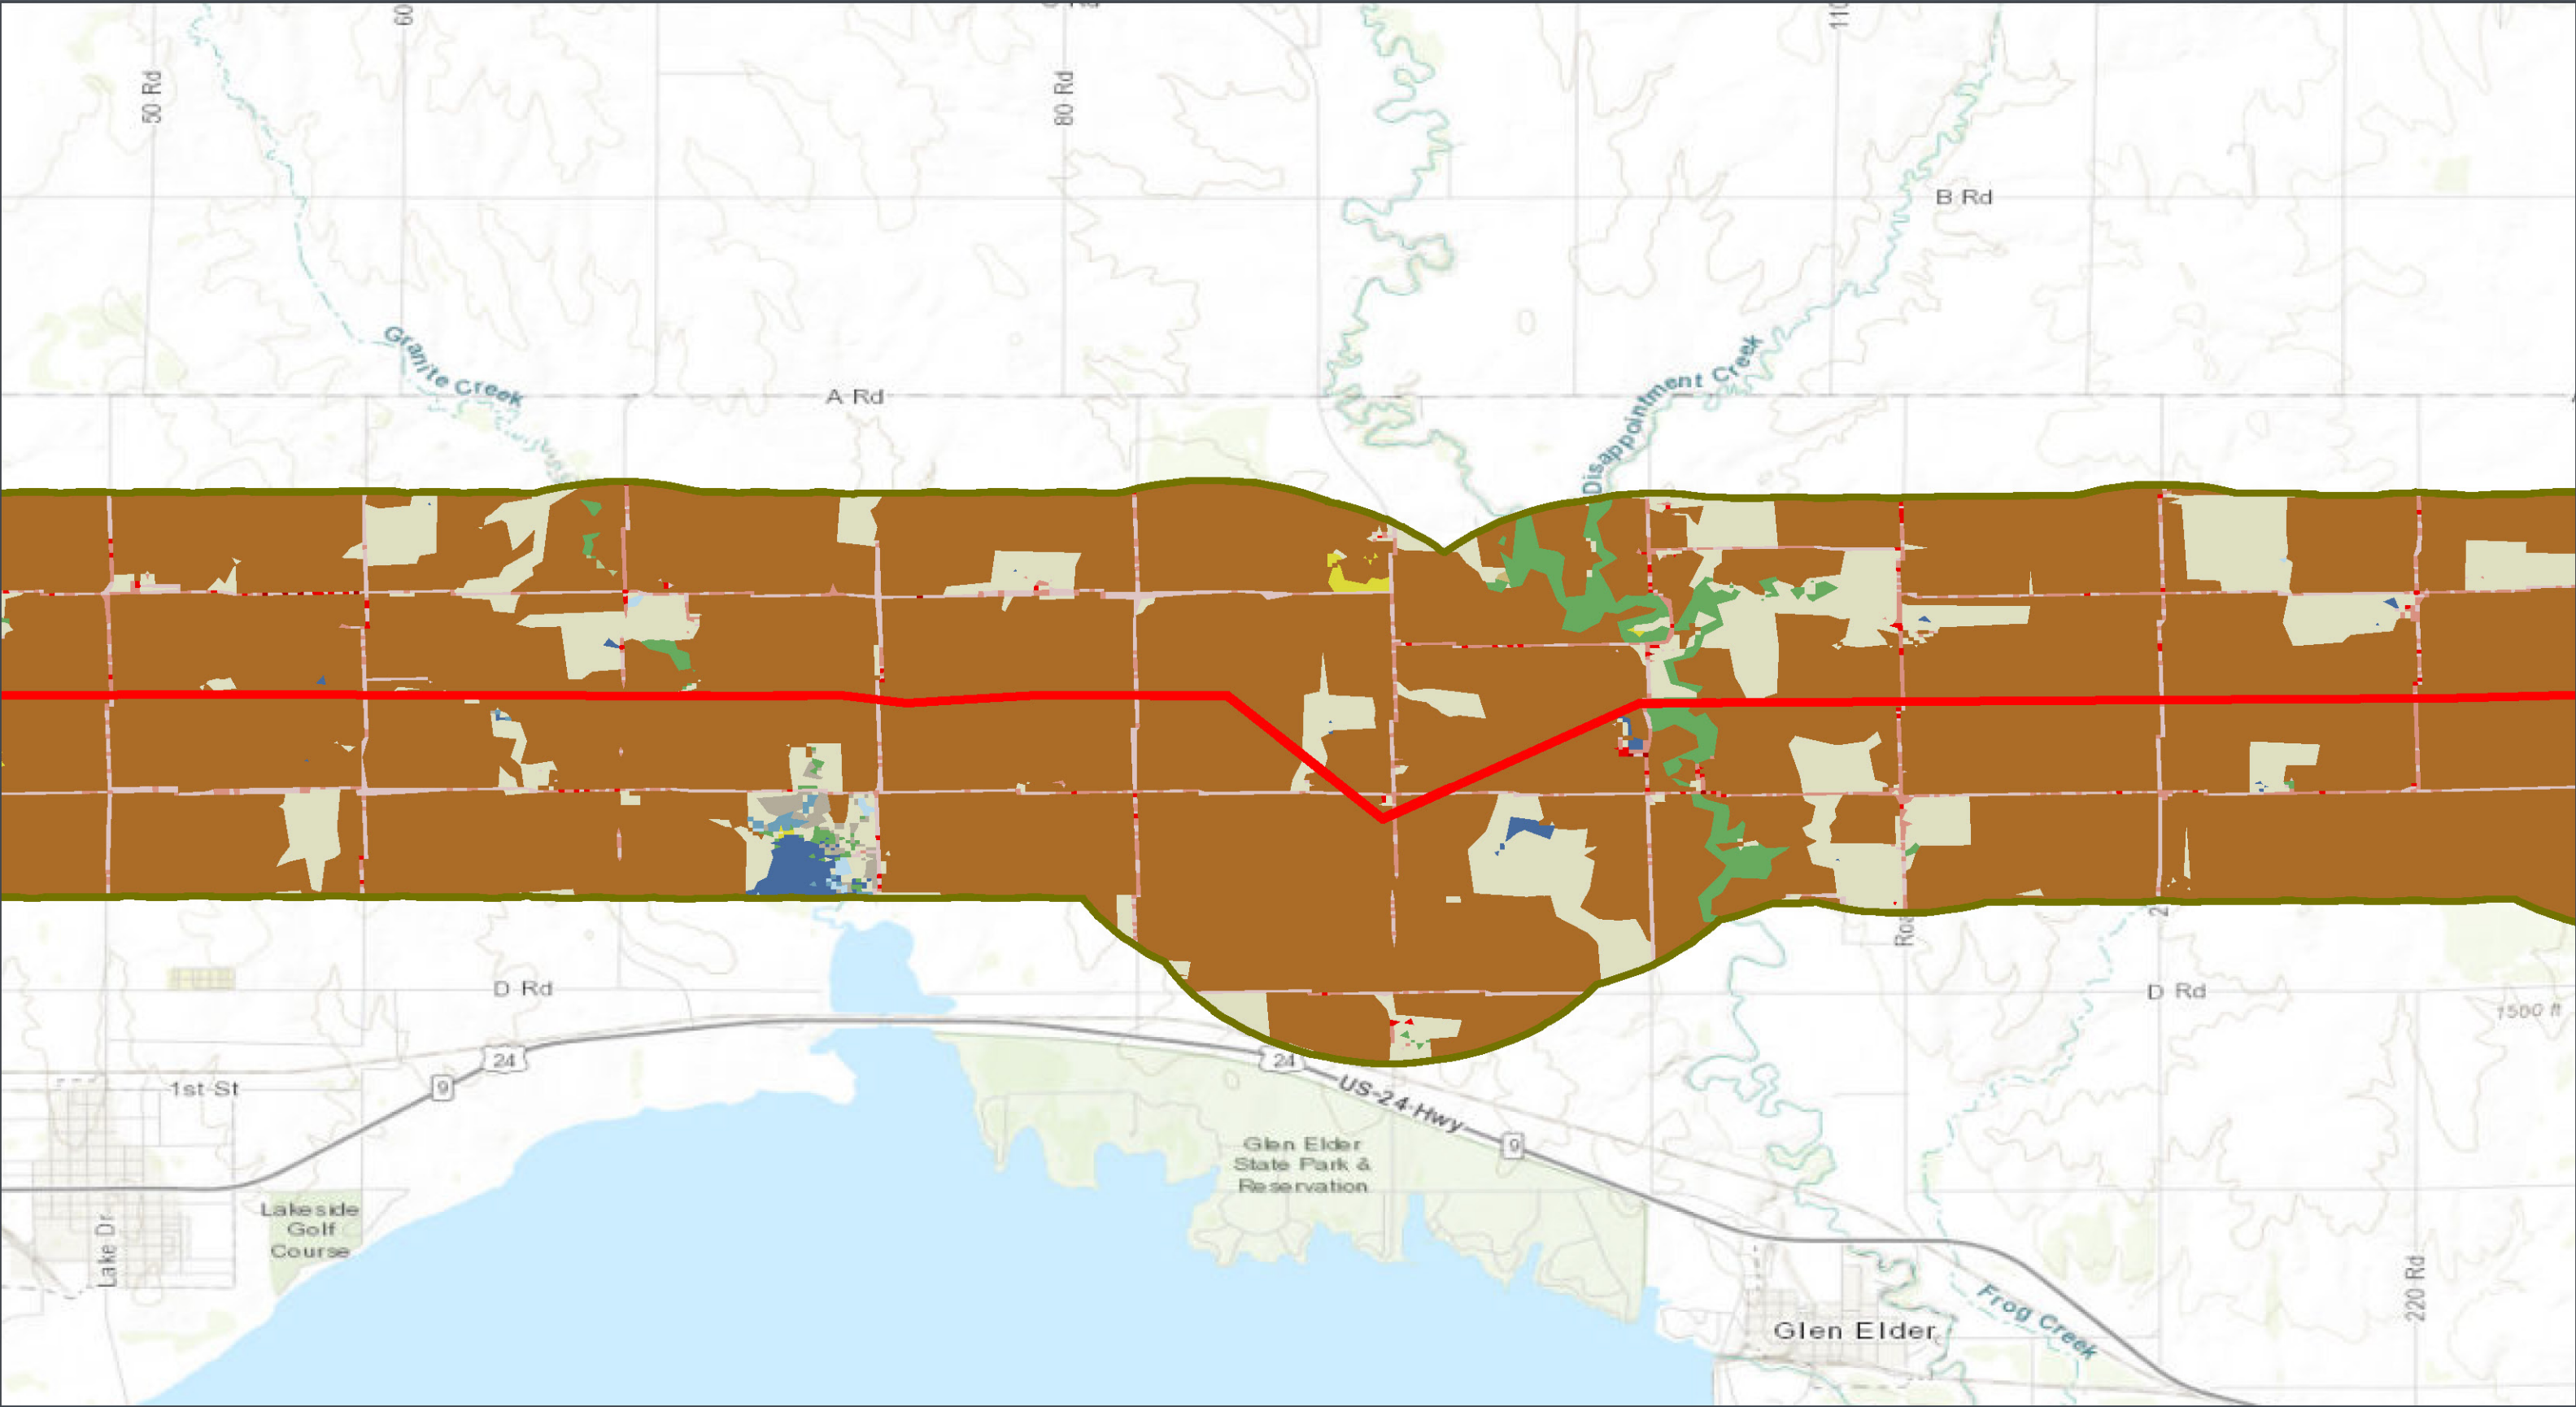 60
50 Rd
80 Rd
110
B Rd
Granite Creek
A Rd
Disappointment Creek
D Rd
D Rd
1500 ft
24
24
9
1st St
US-24-Hwy
9
Glen Elder
State Park &
Reservation
Lakeside
Golf
Course
Lake Dr
220 Rd
Frog Creek
Glen Elder